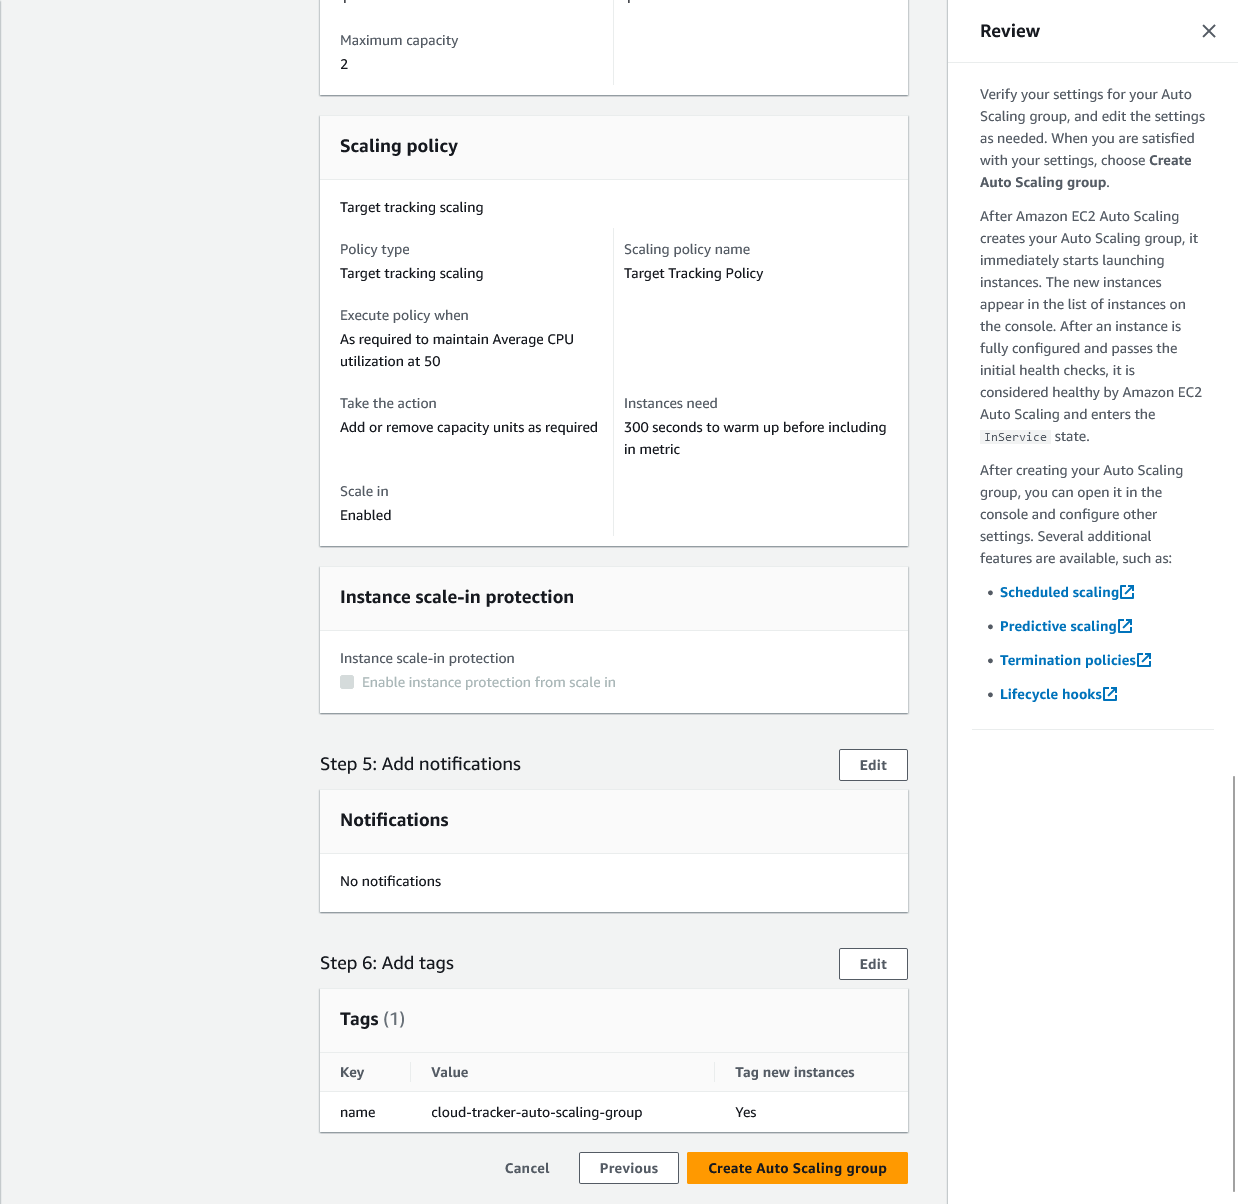 Maximum capacity
2
Scaling policy
Target tracking scaling
Policy type
Target tracking scaling
Scaling policy name
Target Tracking Policy
Execute policy when
As required to maintain Average CPU
utilization at 50
Take the action
Add or remove capacity units as required
Instances need
300 seconds to warm up before including
in metric
Scale in
Enabled
Instance scale-in protection
Instance scale-in protection
Enable instance protection from scale in
Step 5: Add notifications
Edit
Notifications
No notifications
Step 6: Add tags
Edit
Tags (1)
Key Value Tag new instances
name cloud-tracker-auto-scaling-group Yes
Cancel Previous Create Auto Scaling group
Review
Verify your settings for your Auto
Scaling group, and edit the settings
as needed. When you are satisfied
with your settings, choose Create
Auto Scaling group.
After Amazon EC2 Auto Scaling
creates your Auto Scaling group, it
immediately starts launching
instances. The new instances
appear in the list of instances on
the console. After an instance is
fully configured and passes the
initial health checks, it is
considered healthy by Amazon EC2
Auto Scaling and enters the
InService state.
After creating your Auto Scaling
group, you can open it in the
console and configure other
settings. Several additional
features are available, such as:
• Scheduled scaling
• Predictive scaling
• Termination policies
• Lifecycle hooks